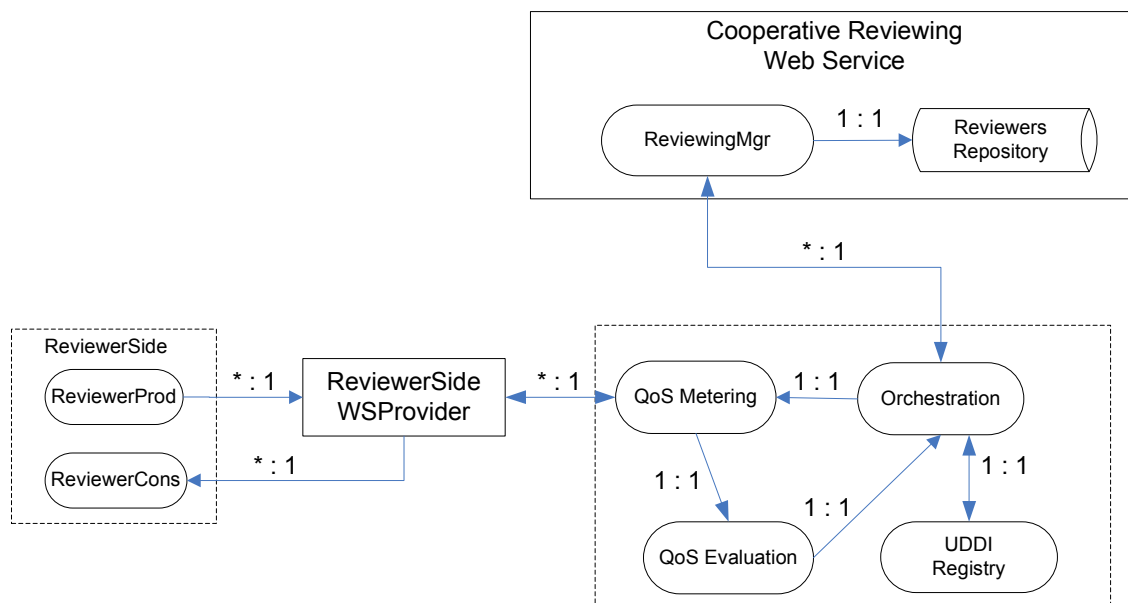 Cooperative Reviewing
Web Service
ReviewingMgr
1 : 1
Reviewers
Repository
* : 1
ReviewerSide
ReviewerProd
* : 1
ReviewerSide
WSProvider
* : 1
QoS Metering
1 : 1
Orchestration
ReviewerCons
* : 1
1 : 1
1 : 1
1 : 1
QoS Evaluation
UDDI
Registry